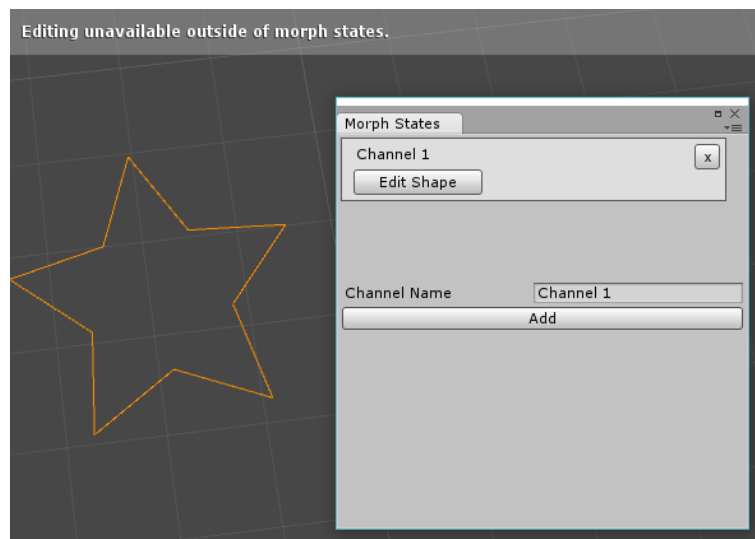 Editing unavailable outside of morph states.
Morph States
Channel 1
x
Edit Shape
Channel Name
Channel 1
Add